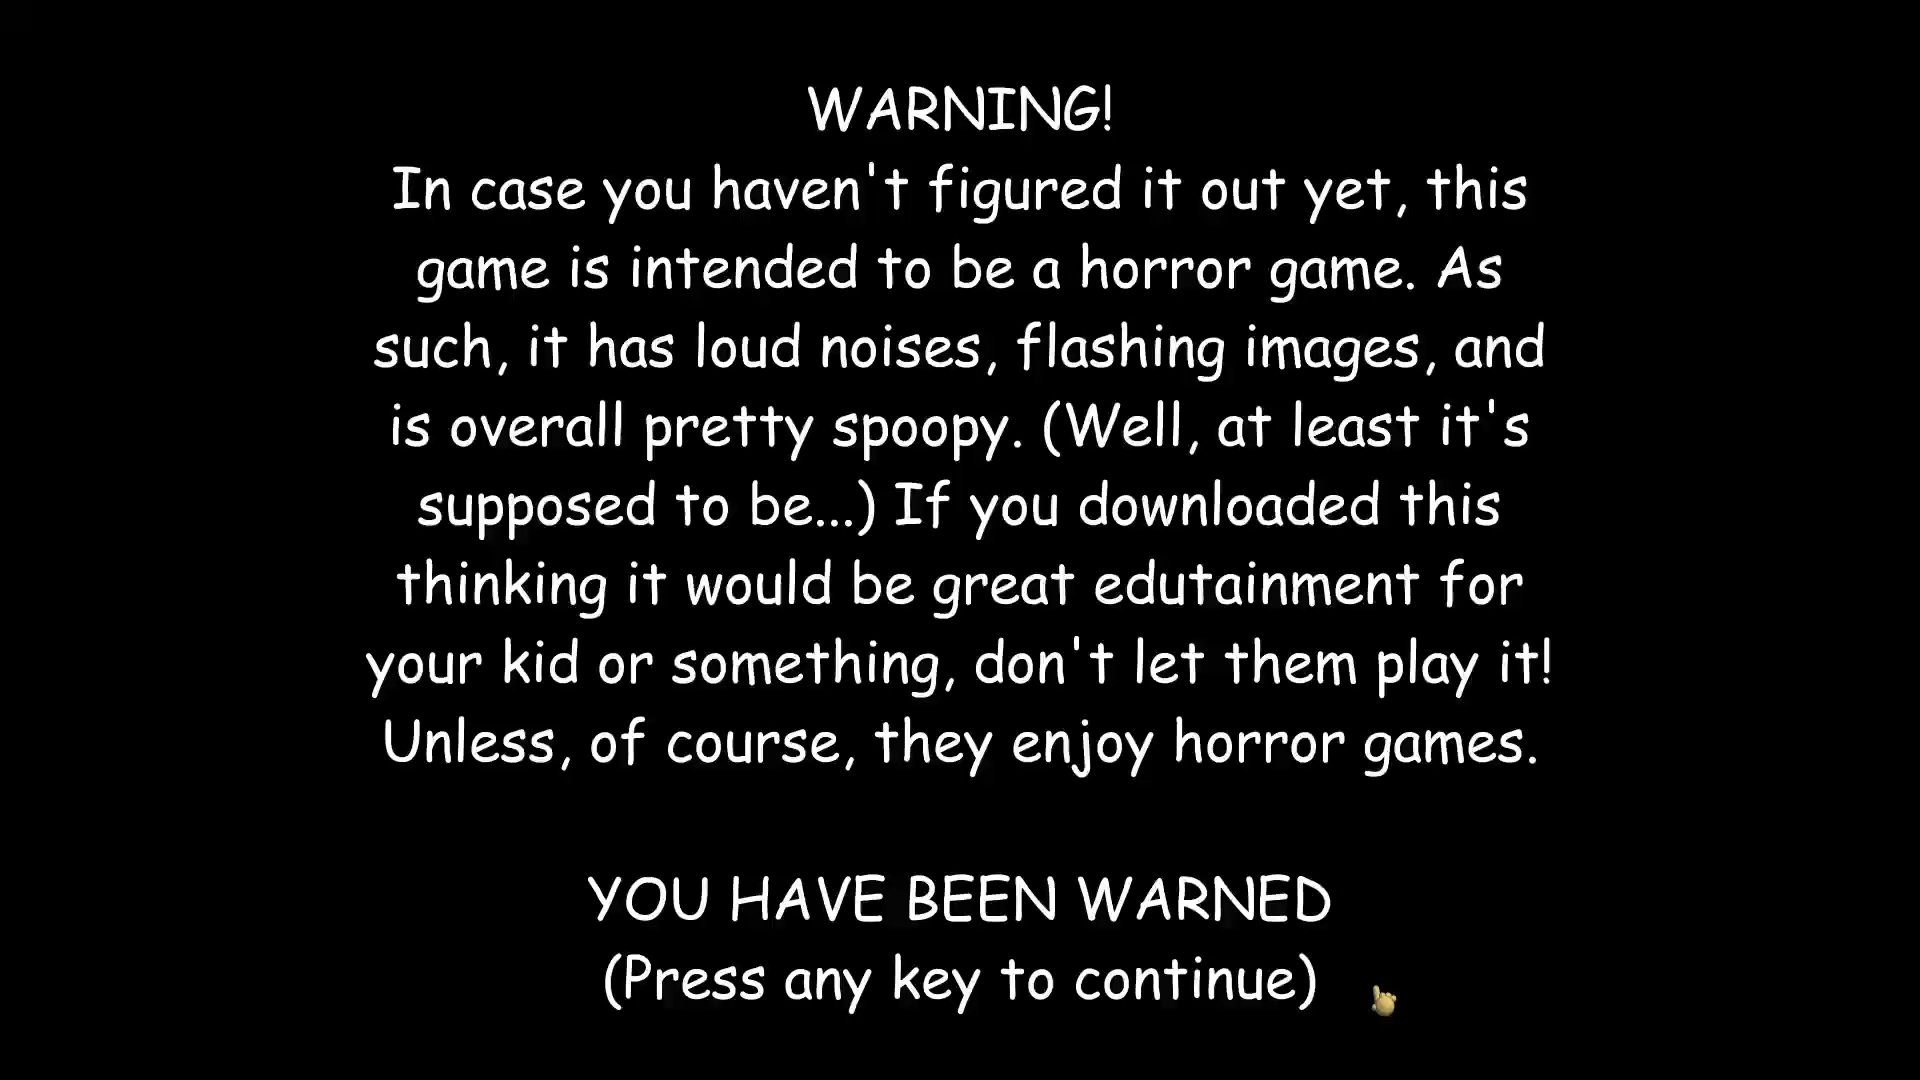 WARNING!
In case you haven't figured it out yet, this
game is intended to be a horror game. As
such, it has loud noises, flashing images, and
is overall pretty spoopy. (Well, at least it's
supposed to be...) If you downloaded this
thinking it would be great edutainment for
your kid or something, don't let them play it!
Unless, of course, they enjoy horror games.
YOU HAVE BEEN WARNED
(Press any key to continue)